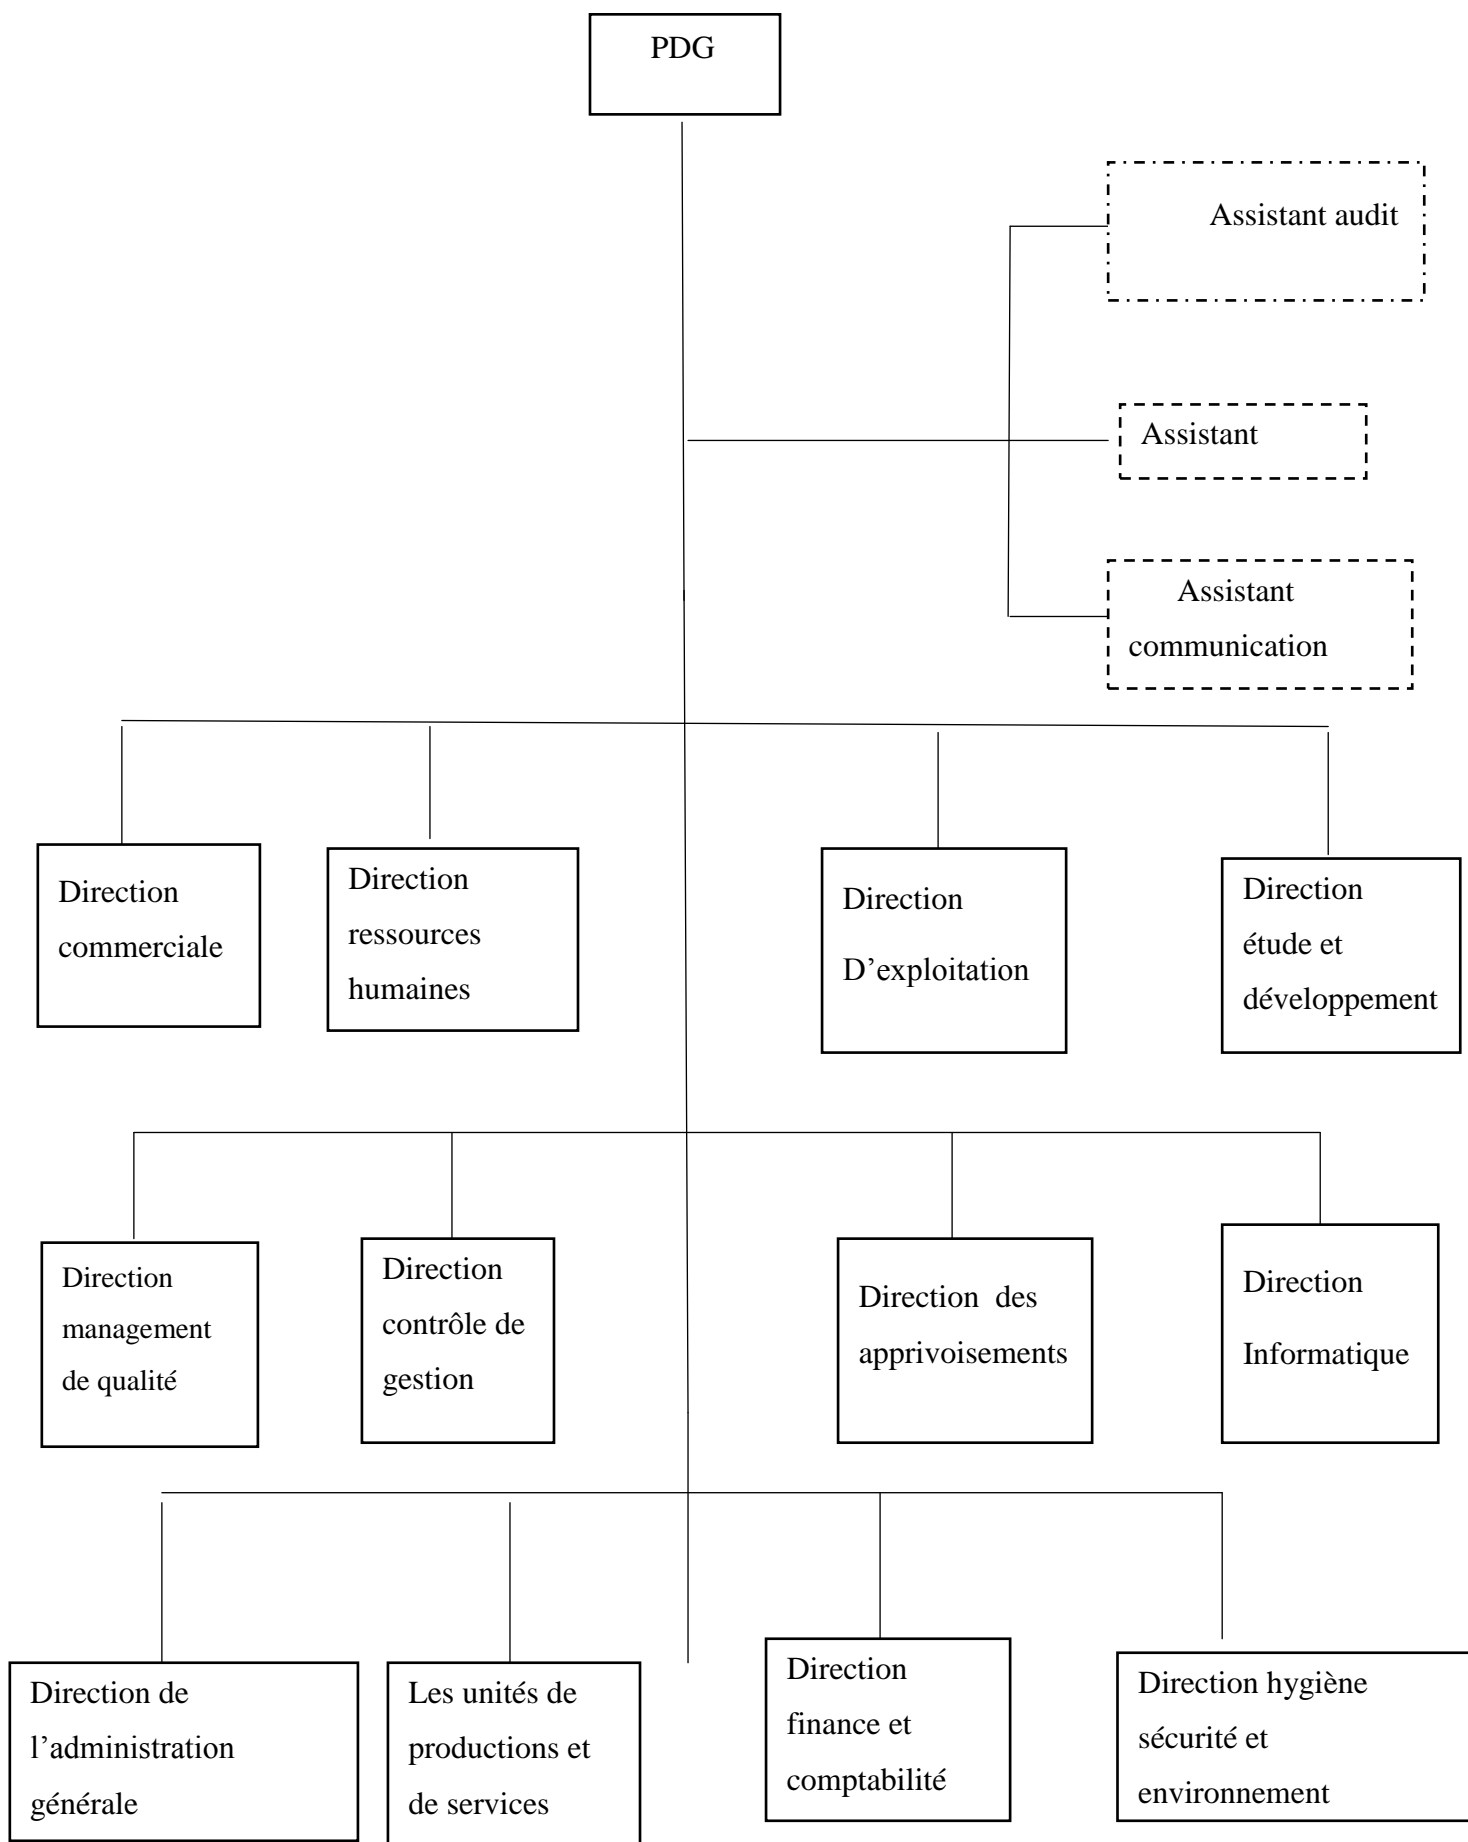 PDG
Assistant audit
Assistant
Assistant
communication
Direction
commerciale
Direction
ressources
humaines
Direction
D’exploitation
Direction
étude et
développement
Direction
management
de qualité
Direction
contrôle de
gestion
Direction des
apprivoisements
Direction
Informatique
Direction de
l’administration
générale
Les unités de
productions et
de services
Direction
finance et
comptabilité
Direction hygiène
sécurité et
environnement